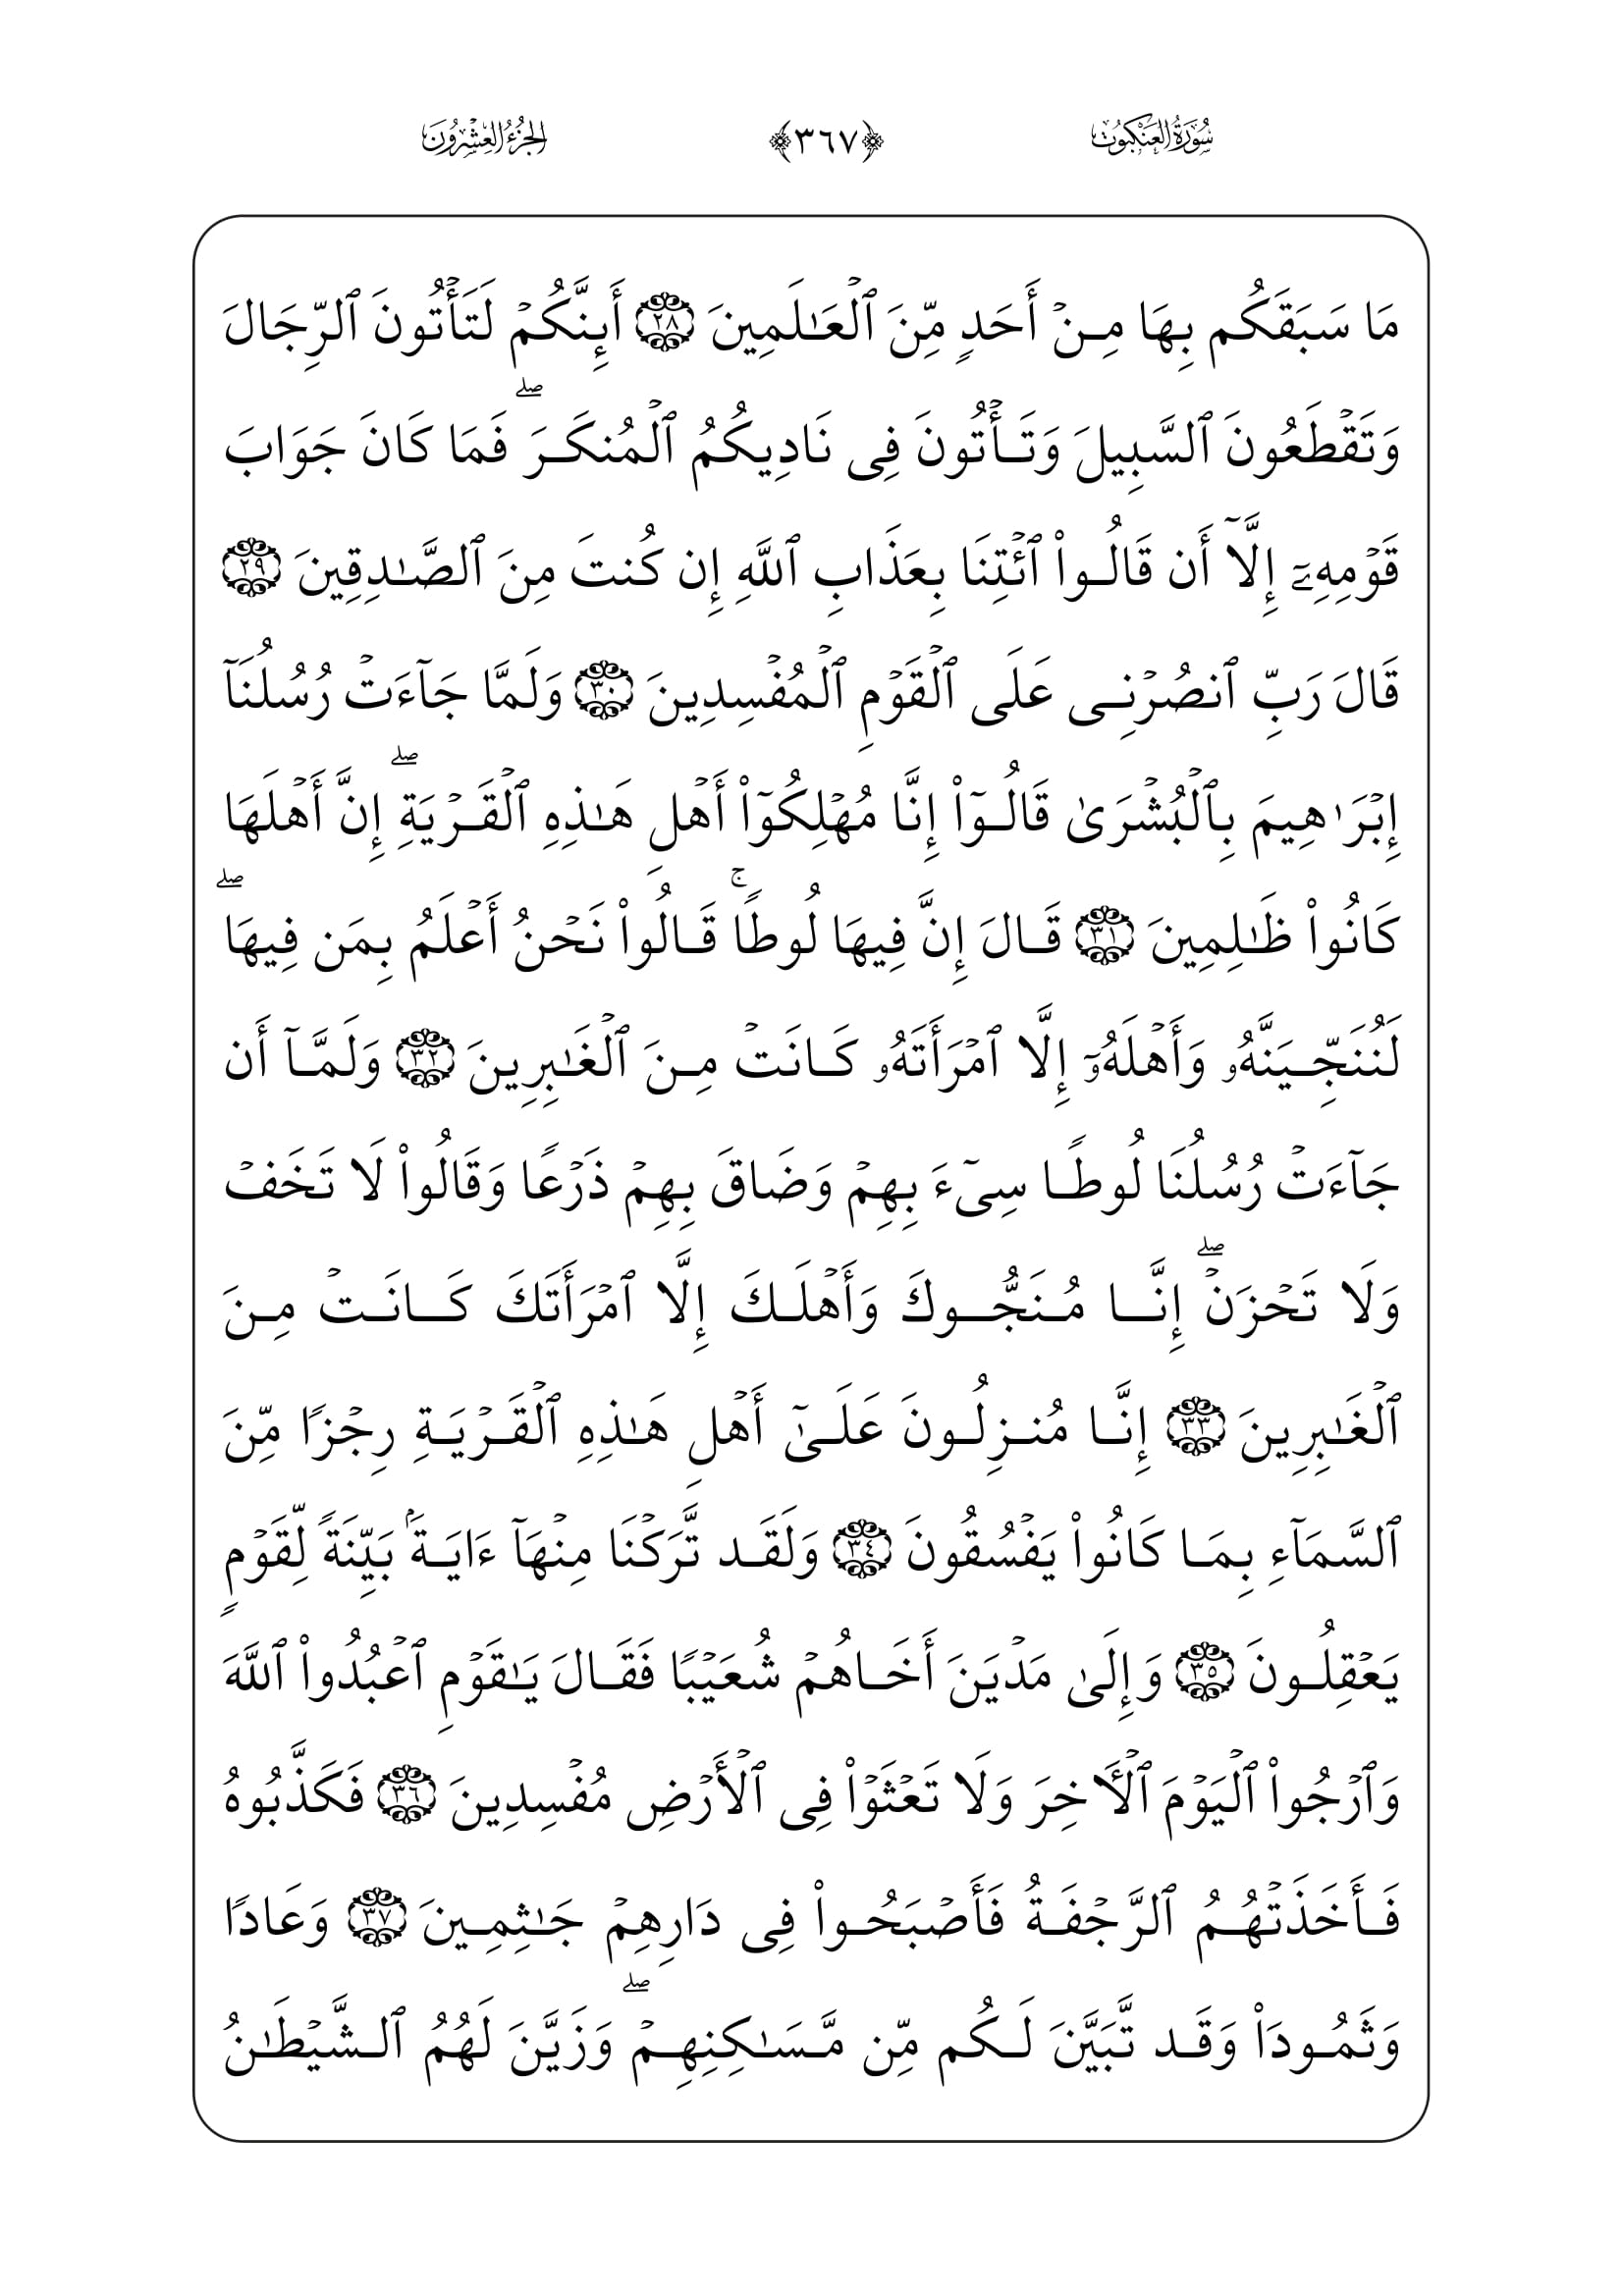 سُورَةُ العَنكَبُوت ﴿٣٦٧﴾ الجُزْءُ العِشْرُونَ
مَا سَبَقَكُم بِهَا مِنۡ أَحَدٍ مِّنَ ٱلۡعَـٰلَمِينَ ٢٨ أَىِٕنَّكُمۡ لَتَأۡتُونَ ٱلرِّجَالَ
وَتَقۡطَعُونَ ٱلسَّبِيلَ وَتَأۡتُونَ فِى نَادِيكُمُ ٱلۡمُنكَرَۖ فَمَا كَانَ جَوَابَ
قَوۡمِهِۦٓ إِلَّآ أَن قَالُوا۟ ٱئۡتِنَا بِعَذَابِ ٱللَّهِ إِن كُنتَ مِنَ ٱلصَّـٰدِقِينَ ٢٩
قَالَ رَبِّ ٱنصُرۡنِى عَلَى ٱلۡقَوۡمِ ٱلۡمُفۡسِدِينَ ٣٠ وَلَمَّا جَآءَتۡ رُسُلُنَآ
إِبۡرَٰهِيمَ بِٱلۡبُشۡرَىٰ قَالُوٓا۟ إِنَّا مُهۡلِكُوٓا۟ أَهۡلِ هَـٰذِهِ ٱلۡقَرۡيَةِۖ إِنَّ أَهۡلَهَا
كَانُوا۟ ظَـٰلِمِينَ ٣١ قَالَ إِنَّ فِيهَا لُوطًاۚ قَالُوا۟ نَحۡنُ أَعۡلَمُ بِمَن فِيهَاۖ
لَنُنَجِّيَنَّهُۥ وَأَهۡلَهُۥٓ إِلَّا ٱمۡرَأَتَهُۥ كَانَتۡ مِنَ ٱلۡغَـٰبِرِينَ ٣٢ وَلَمَّآ أَن
جَآءَتۡ رُسُلُنَا لُوطًا سِىٓءَ بِهِمۡ وَضَاقَ بِهِمۡ ذَرۡعًا وَقَالُوا۟ لَا تَخَفۡ
وَلَا تَحۡزَنۡۖ إِنَّا مُنَجُّوكَ وَأَهۡلَكَ إِلَّا ٱمۡرَأَتَكَ كَانَتۡ مِنَ
ٱلۡغَـٰبِرِينَ ٣٣ إِنَّا مُنزِلُونَ عَلَىٰٓ أَهۡلِ هَـٰذِهِ ٱلۡقَرۡيَةِ رِجۡزًا مِّنَ
ٱلسَّمَآءِ بِمَا كَانُوا۟ يَفۡسُقُونَ ٣٤ وَلَقَد تَّرَكۡنَا مِنۡهَآ ءَايَةَۢ بَيِّنَةً لِّقَوۡمٍ
يَعۡقِلُونَ ٣٥ وَإِلَىٰ مَدۡيَنَ أَخَاهُمۡ شُعَيۡبًا فَقَالَ يَـٰقَوۡمِ ٱعۡبُدُوا۟ ٱللَّهَ
وَٱرۡجُوا۟ ٱلۡيَوۡمَ ٱلۡـَٔاخِرَ وَلَا تَعۡثَوۡا۟ فِى ٱلۡأَرۡضِ مُفۡسِدِينَ ٣٦ فَكَذَّبُوهُ
فَأَخَذَتۡهُمُ ٱلرَّجۡفَةُ فَأَصۡبَحُوا۟ فِى دَارِهِمۡ جَـٰثِمِينَ ٣٧ وَعَادًا
وَثَمُودَا۟ وَقَد تَّبَيَّنَ لَكُم مِّن مَّسَـٰكِنِهِمۡۖ وَزَيَّنَ لَهُمُ ٱلشَّيۡطَـٰنُ